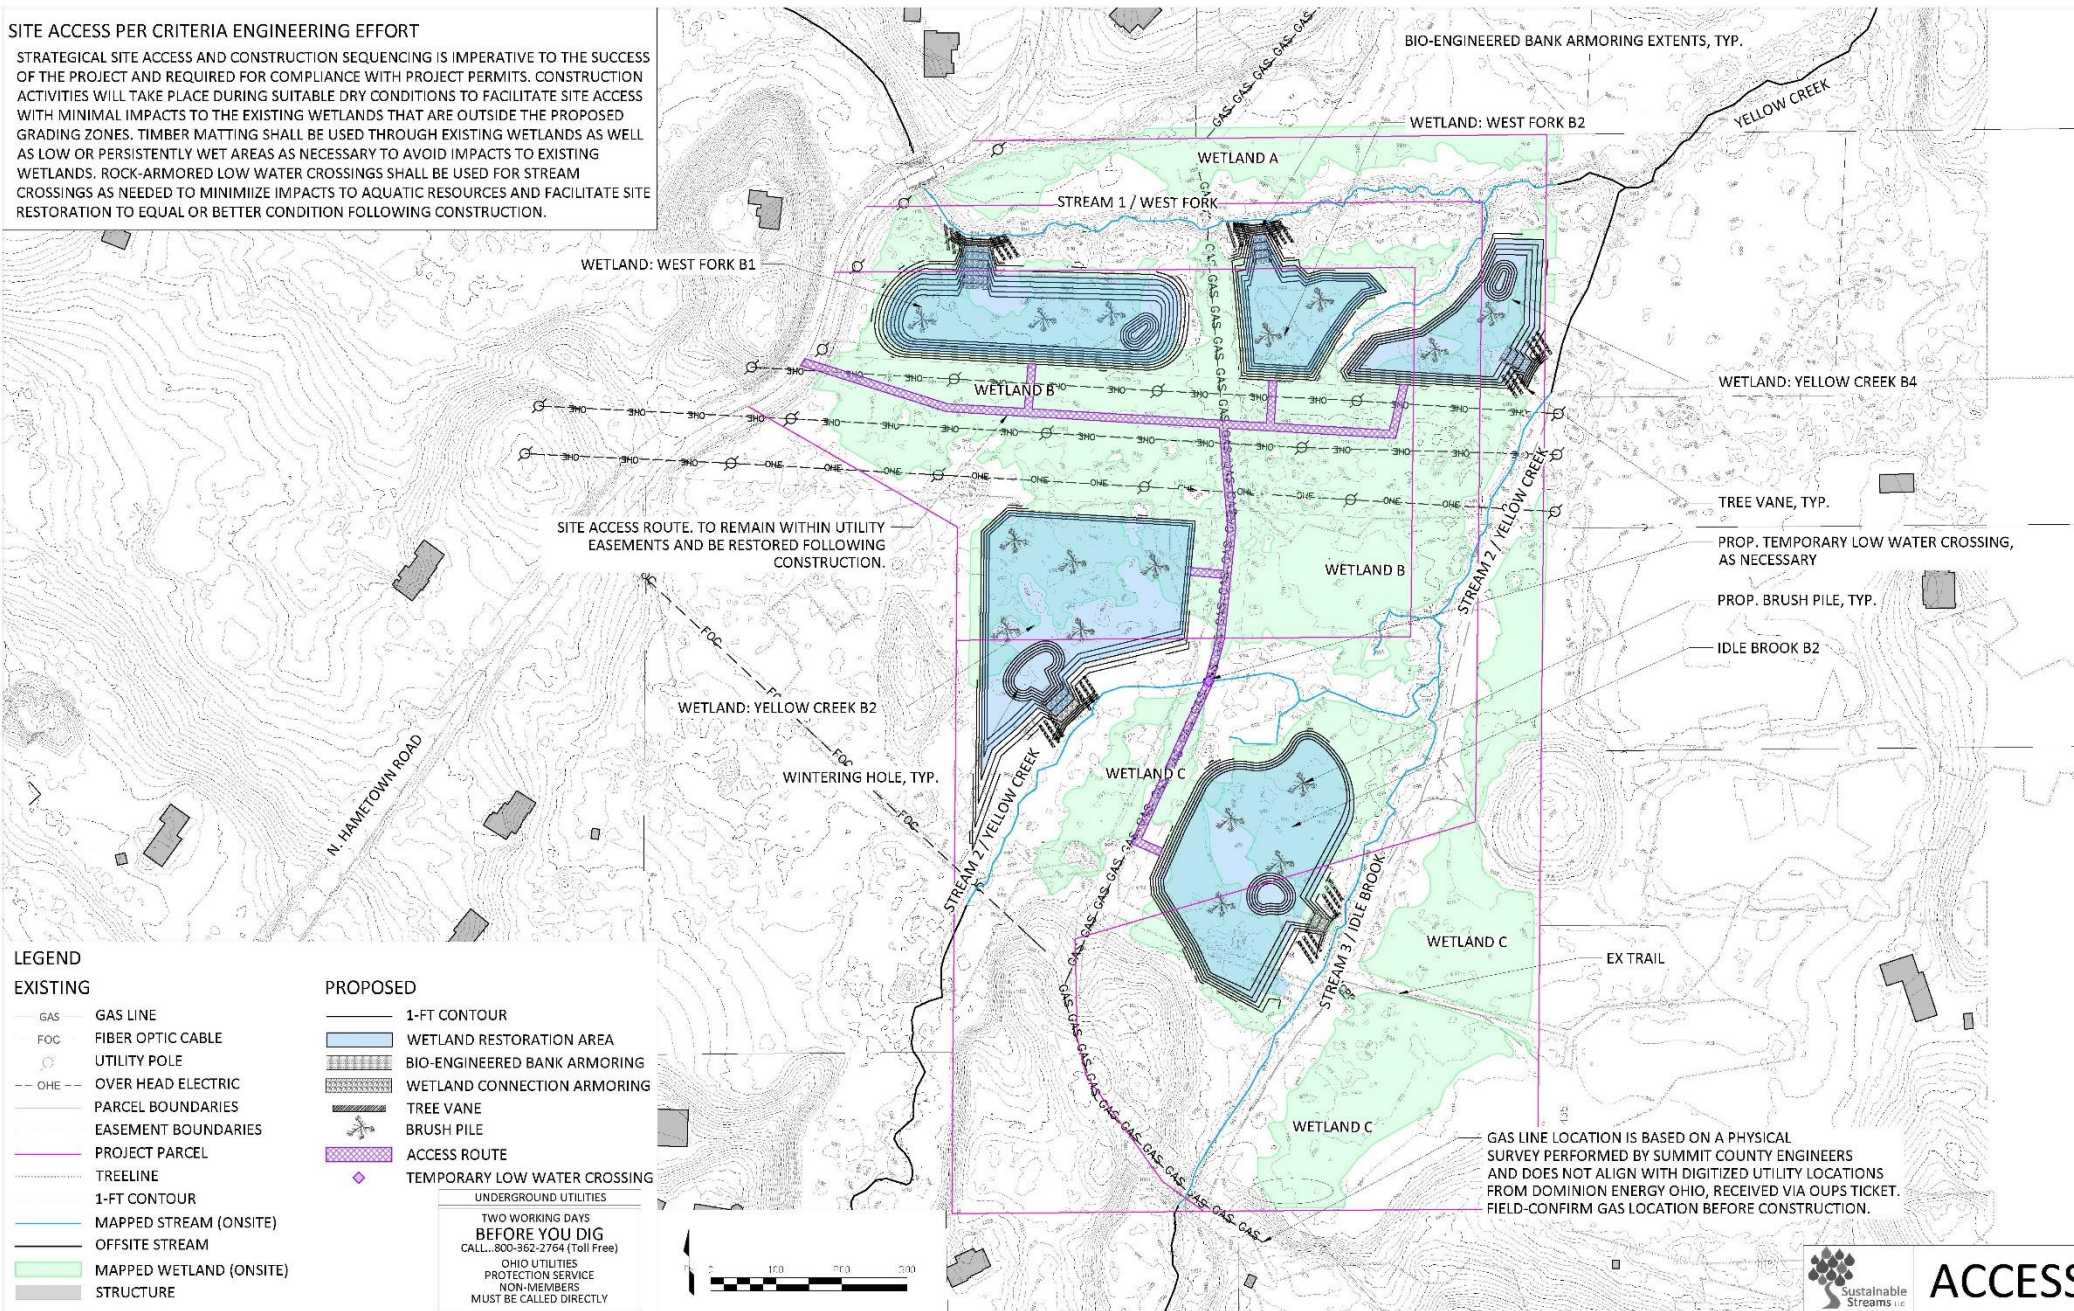 SITE ACCESS PER CRITERIA ENGINEERING EFFORT
STRATEGICAL SITE ACCESS AND CONSTRUCTION SEQUENCING IS IMPERATIVE TO THE SUCCESS
OF THE PROJECT AND REQUIRED FOR COMPLIANCE WITH PROJECT PERMITS. CONSTRUCTION
ACTIVITIES WILL TAKE PLACE DURING SUITABLE DRY CONDITIONS TO FACILITATE SITE ACCESS
WITH MINIMAL IMPACTS TO THE EXISTING WETLANDS THAT ARE OUTSIDE THE PROPOSED
GRADING ZONES. TIMBER MATTING SHALL BE USED THROUGH EXISTING WETLANDS AS WELL
AS LOW OR PERSISTENTLY WET AREAS AS NECESSARY TO AVOID IMPACTS TO EXISTING
WETLANDS. ROCK-ARMORED LOW WATER CROSSINGS SHALL BE USED FOR STREAM
CROSSINGS AS NEEDED TO MINIMIIZE IMPACTS TO AQUATIC RESOURCES AND FACILITATE SITE
RESTORATION TO EQUAL OR BETTER CONDITION FOLLOWING CONSTRUCTION.
BIO-ENGINEERED BANK ARMORING EXTENTS, TYP.
YELLOW CREEK
WETLAND: WEST FORK B2
WETLAND A
STREAM 1 / WEST FORK
WETLAND: WEST FORK B1
WETLAND: YELLOW CREEK B4
WETLAND B
TREE VANE, TYP.
SITE ACCESS ROUTE. TO REMAIN WITHIN UTILITY
EASEMENTS AND BE RESTORED FOLLOWING
CONSTRUCTION.
PROP. TEMPORARY LOW WATER CROSSING,
AS NECESSARY
WETLAND B
STREAM 2 / YELLOW CREEK
PROP. BRUSH PILE, TYP.
IDLE BROOK B2
WETLAND: YELLOW CREEK B2
WINTERING HOLE, TYP.
WETLAND C
N. HAMETOWN ROAD
STREAM 2 / YELLOW CREEK
STREAM 3 / IDLE BROOK
WETLAND C
EX TRAIL
WETLAND C
GAS LINE LOCATION IS BASED ON A PHYSICAL
SURVEY PERFORMED BY SUMMIT COUNTY ENGINEERS
AND DOES NOT ALIGN WITH DIGITIZED UTILITY LOCATIONS
FROM DOMINION ENERGY OHIO, RECEIVED VIA OUPS TICKET.
FIELD-CONFIRM GAS LOCATION BEFORE CONSTRUCTION.
LEGEND
EXISTING
GAS GAS LINE
FOC FIBER OPTIC CABLE
UTILITY POLE
OHE OVER HEAD ELECTRIC
PARCEL BOUNDARIES
EASEMENT BOUNDARIES
PROJECT PARCEL
TREELINE
1-FT CONTOUR
MAPPED STREAM (ONSITE)
OFFSITE STREAM
MAPPED WETLAND (ONSITE)
STRUCTURE
PROPOSED
1-FT CONTOUR
WETLAND RESTORATION AREA
BIO-ENGINEERED BANK ARMORING
WETLAND CONNECTION ARMORING
TREE VANE
BRUSH PILE
ACCESS ROUTE
TEMPORARY LOW WATER CROSSING
UNDERGROUND UTILITIES
TWO WORKING DAYS
BEFORE YOU DIG
CALL...800-362-2764 (Toll Free)
OHIO UTILITIES
PROTECTION SERVICE
NON-MEMBERS
MUST BE CALLED DIRECTLY
0 100 200 300
Sustainable
Streams LLC
ACCESS